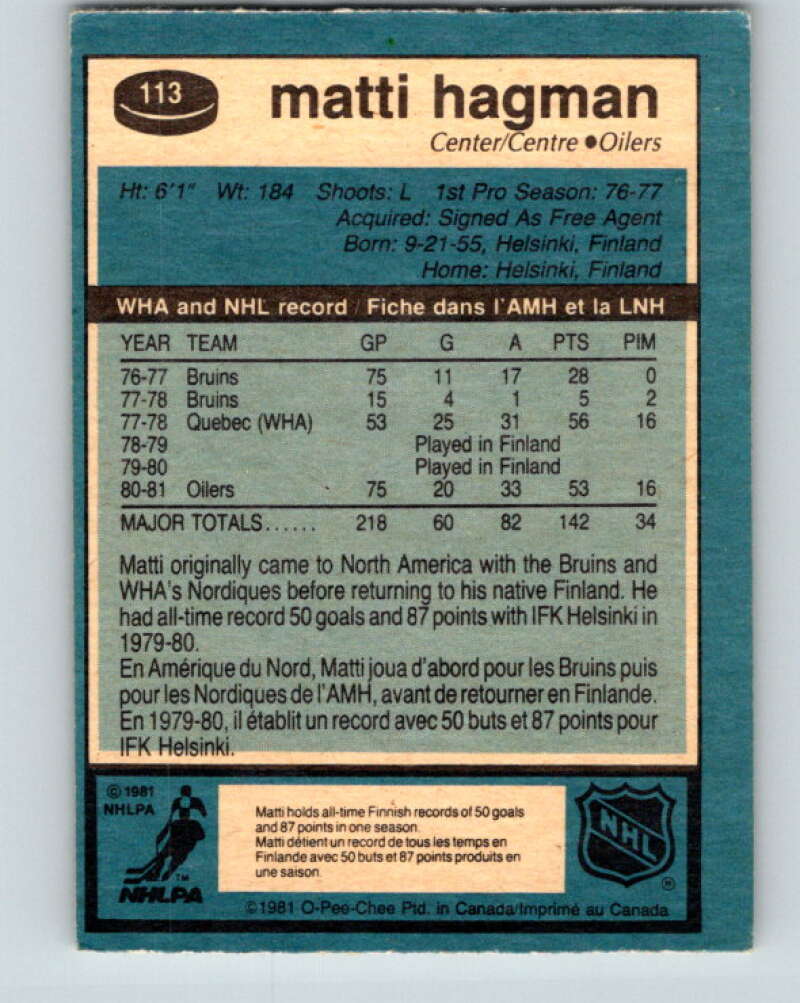 113
matti hagman
Center/Centre ●Oilers
Ht: 6'1" Wt: 184 Shoots: L 1st Pro Season: 76-77
Acquired: Signed As Free Agent
Born: 9-21-55, Helsinki, Finland
Home: Helsinki, Finland
WHA and NHL record / Fiche dans l'AMH et la LNH
YEAR TEAM GP G A PTS PIM
76-77 Bruins 75 11 17 28 0
77-78 Bruins 15 4 1 5 2
77-78 Quebec (WHA) 53 25 31 56 16
78-79 Played in Finland
79-80 Played in Finland
80-81 Oilers 75 20 33 53 16
MAJOR TOTALS...... 218 60 82 142 34
Matti originally came to North America with the Bruins and
WHA's Nordiques before returning to his native Finland. He
had all-time record 50 goals and 87 points with IFK Helsinki in
1979-80.
En Amérique du Nord, Matti joua d'abord pour les Bruins puis
pour les Nordiques de l'AMH, avant de retourner en Finlande.
En 1979-80, il établit un record avec 50 buts et 87 points pour
IFK Helsinki.
© 1981
NHLPA
TM
NHLPA
Matti holds all-time Finnish records of 50 goals
and 87 points in one season.
Matti détient un record de tous les temps en
Finlande avec 50 buts et 87 points produits en
une saison.
NHL
®
©1981 O-Pee-Chee Ptd. in Canada/Imprimé au Canada